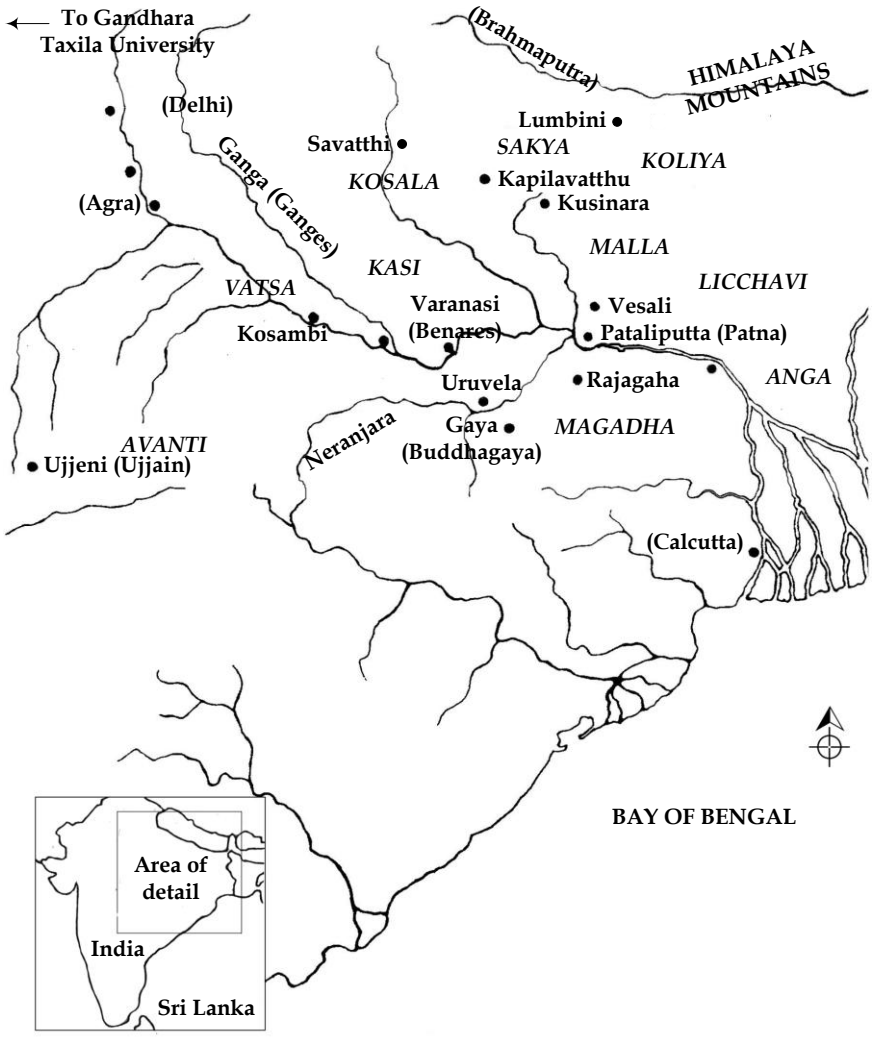 To Gandhara
Taxila University
(Brahmaputra)
HIMALAYA
MOUNTAINS
(Delhi)
Lumbini
Savatthi
SAKYA
KOLIYA
Ganga (Ganges)
KOSALA
Kapilavatthu
(Agra)
Kusinara
MALLA
KASI
LICCHAVI
VATSA
Varanasi
(Benares)
Vesali
Kosambi
Pataliputta (Patna)
Uruvela
Rajagaha
ANGA
Neranjara
Gaya
(Buddhagaya)
MAGADHA
AVANTI
Ujjeni (Ujjain)
(Calcutta)
BAY OF BENGAL
Area of
detail
India
Sri Lanka